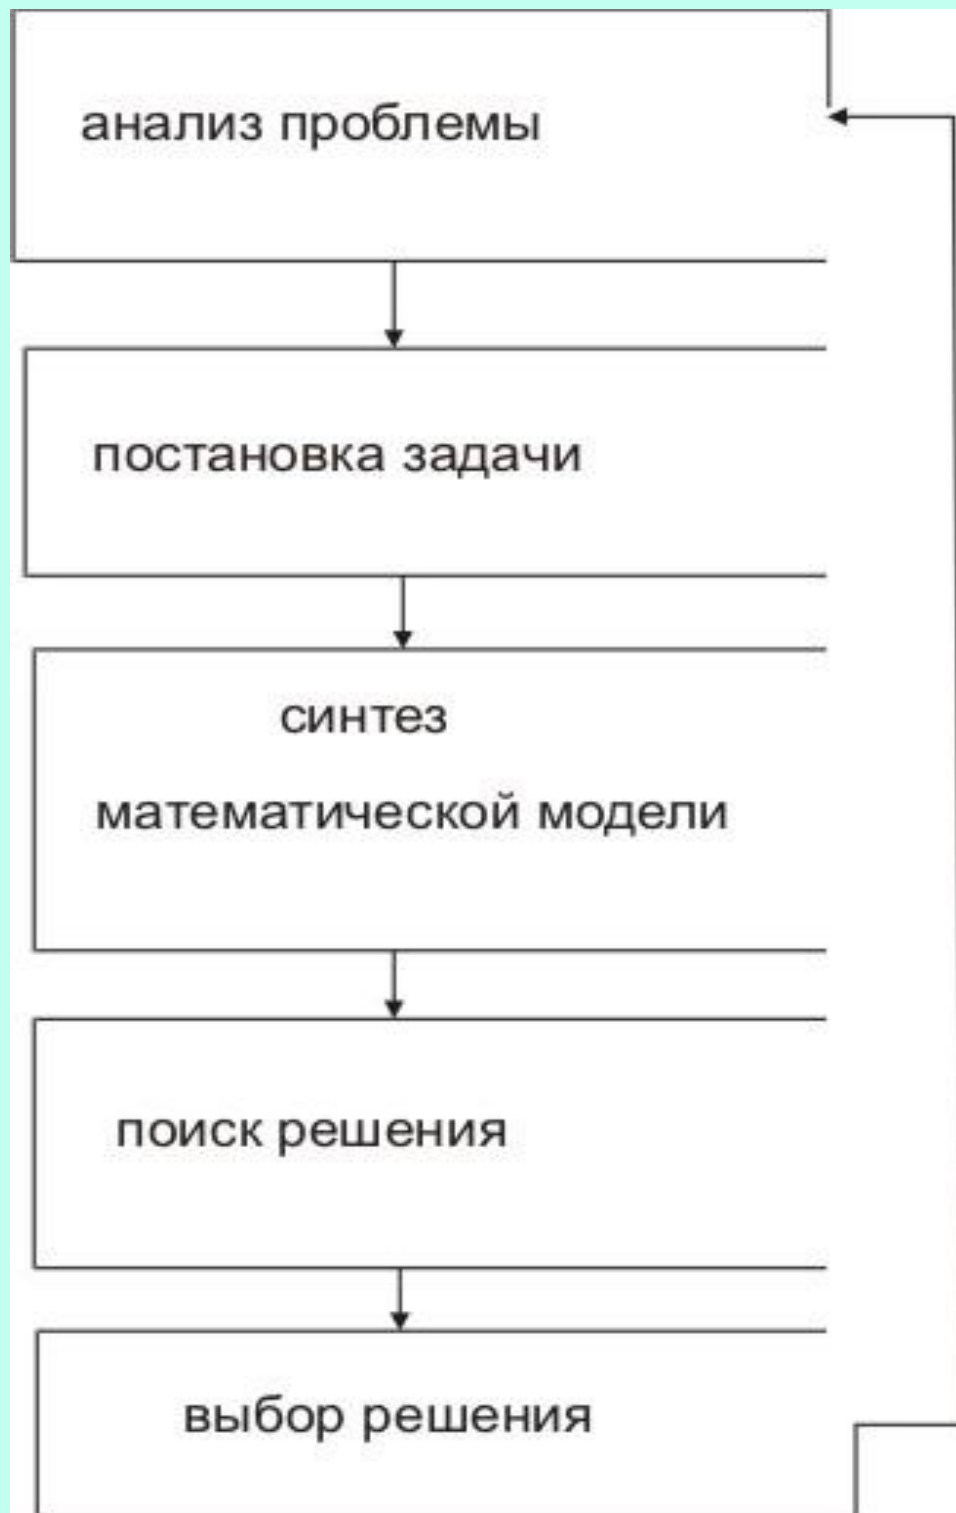 анализ проблемы
постановка задачи
синтез
математической модели
поиск решения
выбор решения